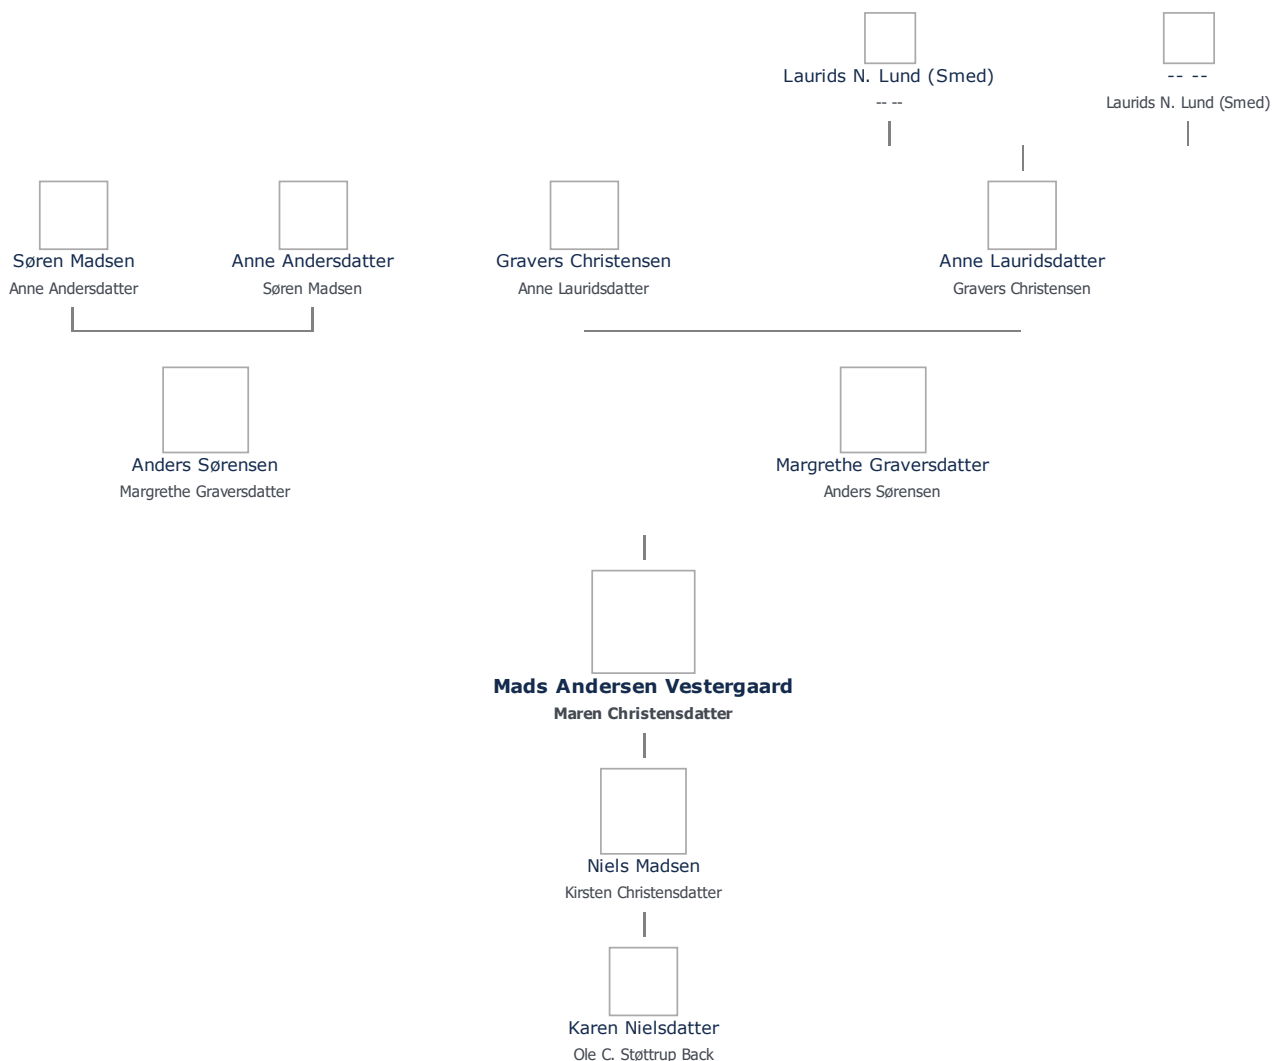 Laurids N. Lund (Smed)
-- --
-- --
Laurids N. Lund (Smed)
Søren Madsen
Anne Andersdatter
Anne Andersdatter
Søren Madsen
Gravers Christensen
Anne Lauridsdatter
Anne Lauridsdatter
Gravers Christensen
Anders Sørensen
Margrethe Graversdatter
Margrethe Graversdatter
Anders Sørensen
Mads Andersen Vestergaard
Maren Christensdatter
Niels Madsen
Kirsten Christensdatter
Karen Nielsdatter
Ole C. Støttrup Back